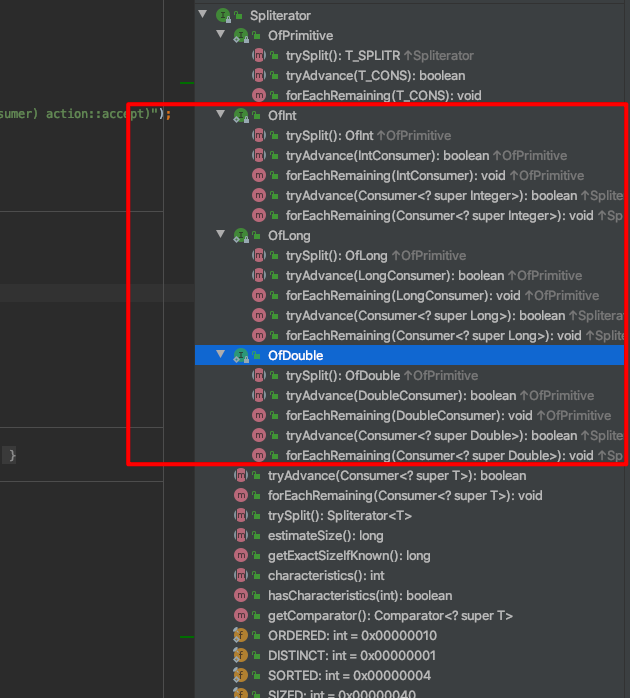 Spliterator
OfPrimitive
trySplit(): T_SPLITR ↑Spliterator
tryAdvance(T_CONS): boolean
forEachRemaining(T_CONS): void
sumer) action::accept)");
OfInt
trySplit(): OfInt ↑OfPrimitive
tryAdvance(IntConsumer): boolean ↑OfPrimitive
forEachRemaining(IntConsumer): void ↑OfPrimitive
tryAdvance(Consumer<? super Integer>): boolean ↑Splite
forEachRemaining(Consumer<? super Integer>): void ↑Sp
OfLong
trySplit(): OfLong ↑OfPrimitive
tryAdvance(LongConsumer): boolean ↑OfPrimitive
forEachRemaining(LongConsumer): void ↑OfPrimitive
tryAdvance(Consumer<? super Long>): boolean ↑Splitera
forEachRemaining(Consumer<? super Long>): void ↑Split
OfDouble
trySplit(): OfDouble ↑OfPrimitive
tryAdvance(DoubleConsumer): boolean ↑OfPrimitive
forEachRemaining(DoubleConsumer): void ↑OfPrimitive
tryAdvance(Consumer<? super Double>): boolean ↑Splite
}
forEachRemaining(Consumer<? super Double>): void ↑Sp
tryAdvance(Consumer<? super T>): boolean
forEachRemaining(Consumer<? super T>): void
trySplit(): Spliterator<T>
estimateSize(): long
getExactSizeIfKnown(): long
characteristics(): int
hasCharacteristics(int): boolean
getComparator(): Comparator<? super T>
ORDERED: int = 0x00000010
DISTINCT: int = 0x00000001
SORTED: int = 0x00000004
SIZED: int = 0x00000040